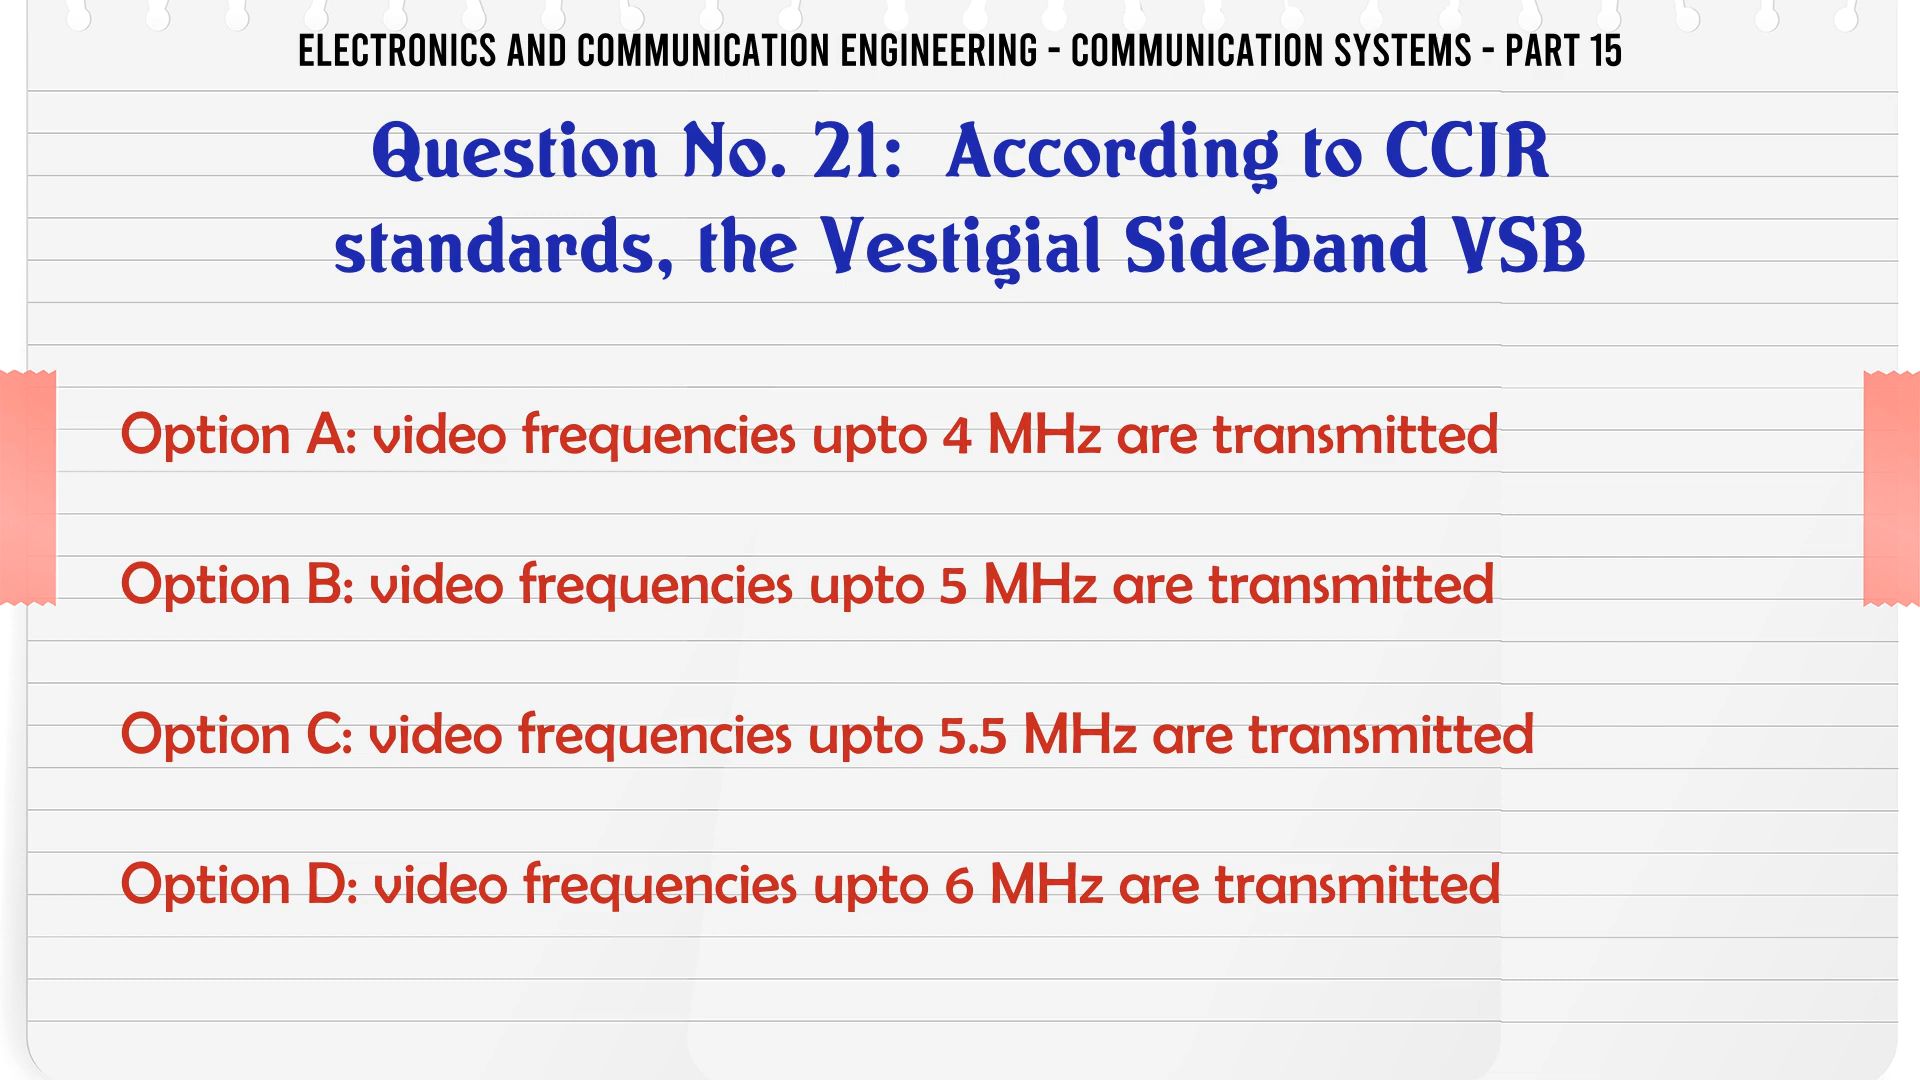 ELECTRONICS AND COMMUNICATION ENGINEERING - COMMUNICATION SYSTEMS - PART 15
Question No. 21: According to CCIR
standards, the Vestigial Sideband VSB
Option A: video frequencies upto 4 MHz are transmitted
Option B: video frequencies upto 5 MHz are transmitted
Option C: video frequencies upto 5.5 MHz are transmitted
Option D: video frequencies upto 6 MHz are transmitted